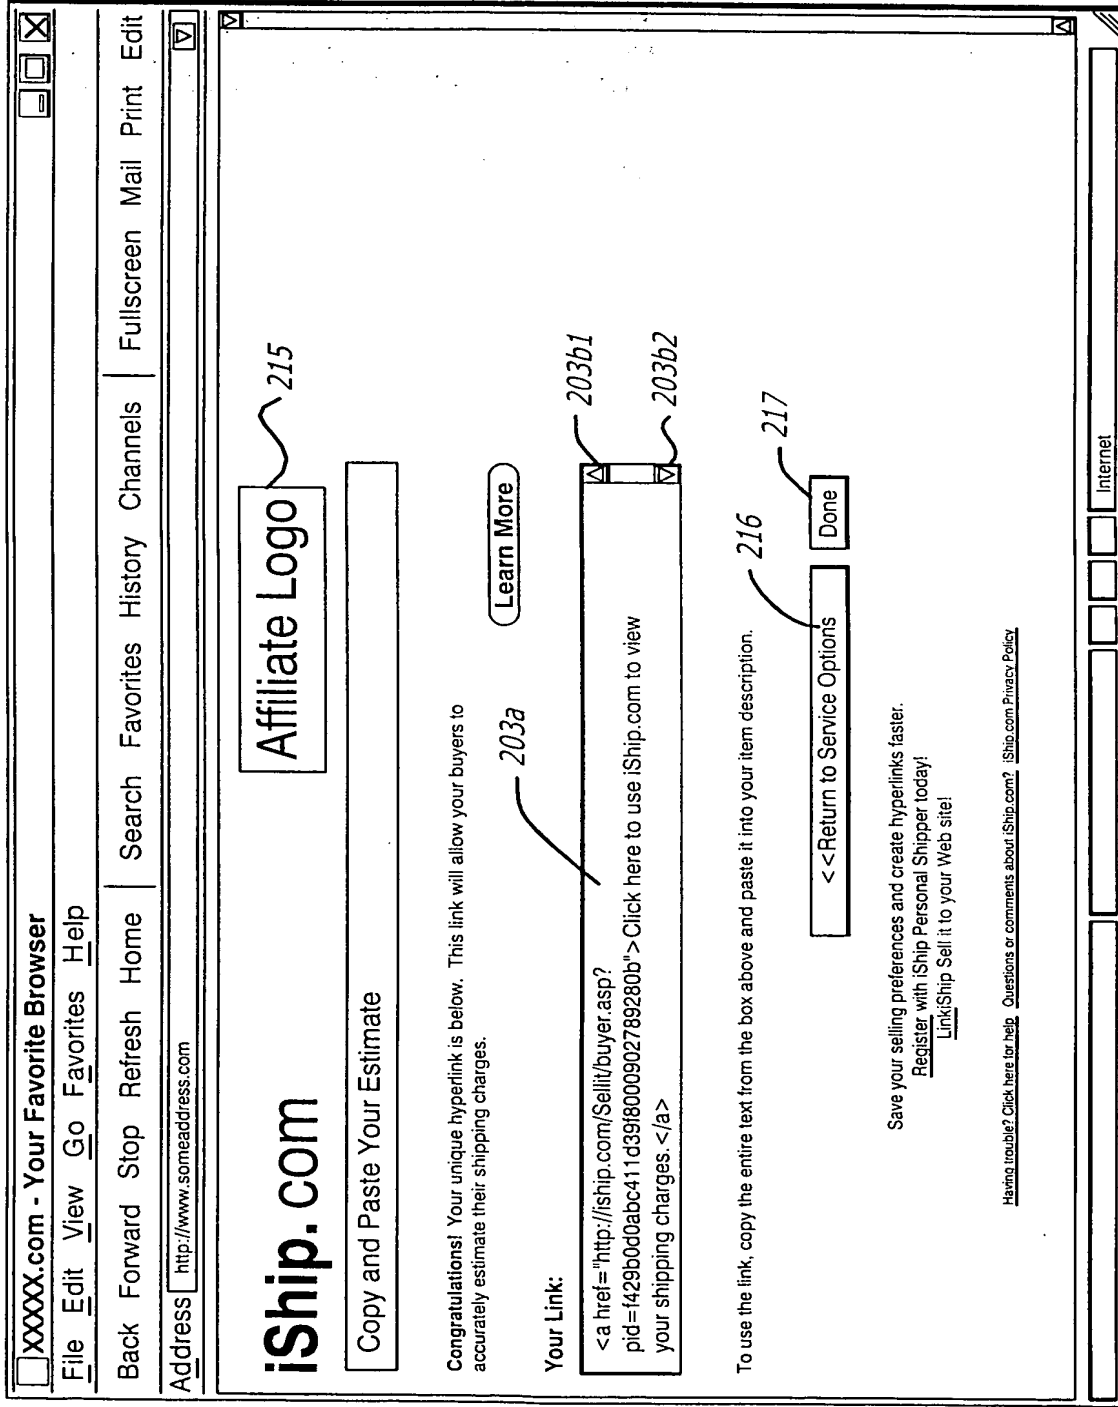 XXXXX.com - Your Favorite Browser
File Edit View Go Favorites Help
Back Forward Stop Refresh Home Search Favorites History Channels Fullscreen Mail Print Edit
Address http://www.someaddress.com
iShip.com
Affiliate Logo
215
Copy and Paste Your Estimate
Congratulations! Your unique hyperlink is below. This link will allow your buyers to
accurately estimate their shipping charges.
Learn More
203a
Your Link:
<a href="http://iship.com/Sellit/buyer.asp?
pid=f429b0d0abc411d39f8000902789280b">Click here to use iShip.com to view
your shipping charges.</a>
203b1
203b2
To use the link, copy the entire text from the box above and paste it into your item description.
216
217
<<Return to Service Options
Done
Save your selling preferences and create hyperlinks faster.
Register with iShip Personal Shipper today!
LinkiShip Sell it to your Web site!
Having trouble? Click here for help Questions or comments about iShip.com? iShip.com Privacy Policy
Internet